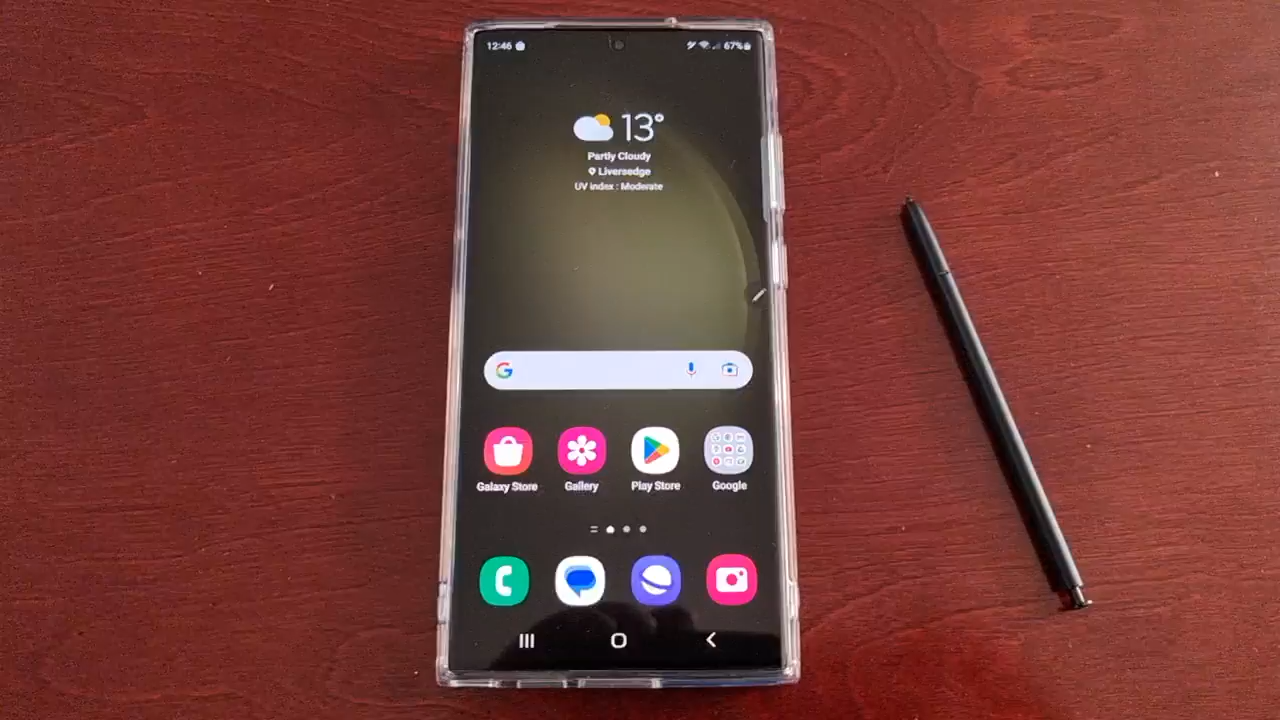 12:46
67%
13°
Partly Cloudy
Liversedge
UV index : Moderate
G
Galaxy Store
Gallery
Play Store
Google